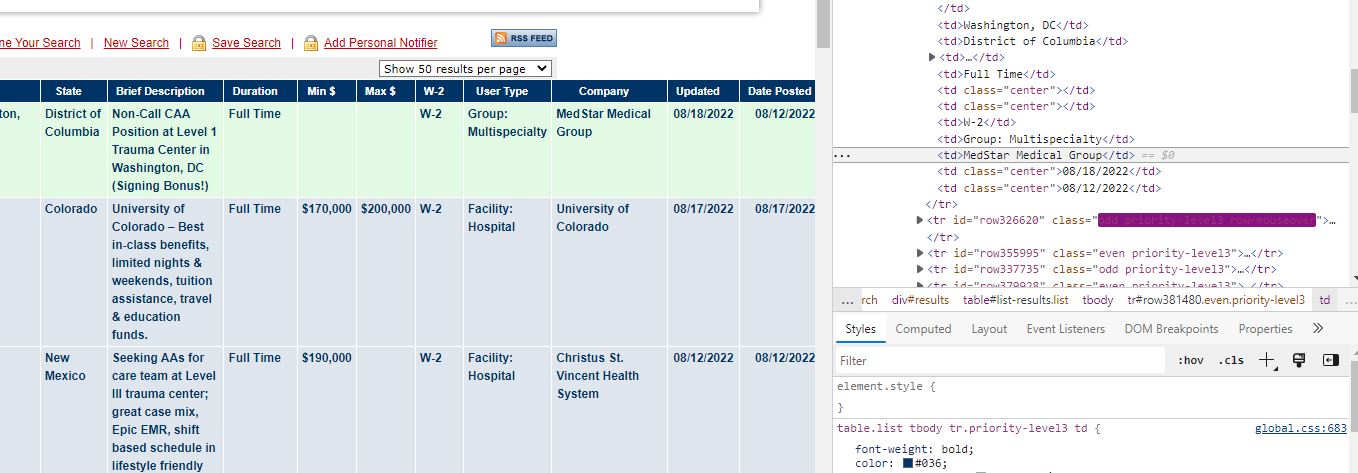 ne Your Search | New Search | Save Search | Add Personal Notifier RSS FEED
Show 50 results per page
State Brief Description Duration Min $ Max $ W-2 User Type Company Updated Date Posted
ton, District of Columbia Non-Call CAA Position at Level 1 Trauma Center in Washington, DC (Signing Bonus!) Full Time W-2 Group: Multispecialty MedStar Medical Group 08/18/2022 08/12/2022
Colorado University of Colorado – Best in-class benefits, limited nights & weekends, tuition assistance, travel & education funds. Full Time $170,000 $200,000 W-2 Facility: Hospital University of Colorado 08/17/2022 08/17/2022
New Mexico Seeking AAs for care team at Level III trauma center; great case mix, Epic EMR, shift based schedule in lifestyle friendly Full Time $190,000 W-2 Facility: Hospital Christus St. Vincent Health System 08/12/2022 08/12/2022
</td>
<td>Washington, DC</td>
<td>District of Columbia</td>
<td>…</td>
<td>Full Time</td>
<td class="center"></td>
<td class="center"></td>
<td>W-2</td>
<td>Group: Multispecialty</td>
... <td>MedStar Medical Group</td> == $0
<td class="center">08/18/2022</td>
<td class="center">08/12/2022</td>
</tr>
<tr id="row326620" class="odd priority-level3 row-mouseover">…
</tr>
<tr id="row355995" class="even priority-level3">…</tr>
<tr id="row337735" class="odd priority-level3">…</tr>
<tr id="row379928" class="even priority-level3">…</tr>
... rch div#results table#list-results.list tbody tr#row381480.even.priority-level3 td ...
Styles Computed Layout Event Listeners DOM Breakpoints Properties
Filter :hov .cls
element.style {
}
table.list tbody tr.priority-level3 td { global.css:683
font-weight: bold;
color: #036;